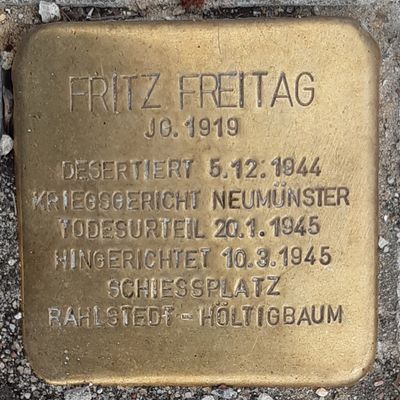 FRITZ FREITAG
JG. 1919
DESERTIERT 5.12.1944
KRIEGSGERICHT NEUMÜNSTER
TODESURTEIL 20.1.1945
HINGERICHTET 10.3.1945
SCHIESSPLATZ
RAHLSTEDT - HÖLTIGBAUM